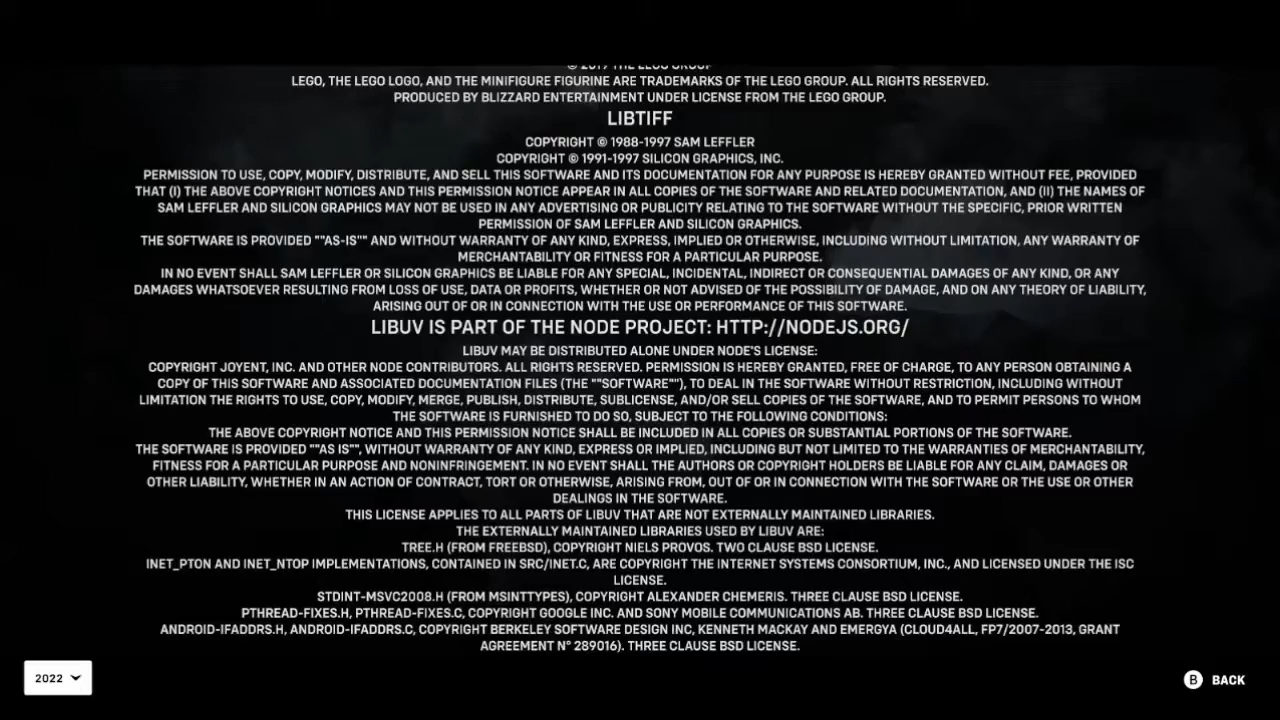 © 2019 THE LEGO GROUP
LEGO, THE LEGO LOGO, AND THE MINIFIGURE FIGURINE ARE TRADEMARKS OF THE LEGO GROUP. ALL RIGHTS RESERVED.
PRODUCED BY BLIZZARD ENTERTAINMENT UNDER LICENSE FROM THE LEGO GROUP.
LIBTIFF
COPYRIGHT © 1988-1997 SAM LEFFLER
COPYRIGHT © 1991-1997 SILICON GRAPHICS, INC.
PERMISSION TO USE, COPY, MODIFY, DISTRIBUTE, AND SELL THIS SOFTWARE AND ITS DOCUMENTATION FOR ANY PURPOSE IS HEREBY GRANTED WITHOUT FEE, PROVIDED
THAT (I) THE ABOVE COPYRIGHT NOTICES AND THIS PERMISSION NOTICE APPEAR IN ALL COPIES OF THE SOFTWARE AND RELATED DOCUMENTATION, AND (II) THE NAMES OF
SAM LEFFLER AND SILICON GRAPHICS MAY NOT BE USED IN ANY ADVERTISING OR PUBLICITY RELATING TO THE SOFTWARE WITHOUT THE SPECIFIC, PRIOR WRITTEN
PERMISSION OF SAM LEFFLER AND SILICON GRAPHICS.
THE SOFTWARE IS PROVIDED ""AS-IS"" AND WITHOUT WARRANTY OF ANY KIND, EXPRESS, IMPLIED OR OTHERWISE, INCLUDING WITHOUT LIMITATION, ANY WARRANTY OF
MERCHANTABILITY OR FITNESS FOR A PARTICULAR PURPOSE.
IN NO EVENT SHALL SAM LEFFLER OR SILICON GRAPHICS BE LIABLE FOR ANY SPECIAL, INCIDENTAL, INDIRECT OR CONSEQUENTIAL DAMAGES OF ANY KIND, OR ANY
DAMAGES WHATSOEVER RESULTING FROM LOSS OF USE, DATA OR PROFITS, WHETHER OR NOT ADVISED OF THE POSSIBILITY OF DAMAGE, AND ON ANY THEORY OF LIABILITY,
ARISING OUT OF OR IN CONNECTION WITH THE USE OR PERFORMANCE OF THIS SOFTWARE.
LIBUV IS PART OF THE NODE PROJECT: HTTP://NODEJS.ORG/
LIBUV MAY BE DISTRIBUTED ALONE UNDER NODE'S LICENSE:
COPYRIGHT JOYENT, INC. AND OTHER NODE CONTRIBUTORS. ALL RIGHTS RESERVED. PERMISSION IS HEREBY GRANTED, FREE OF CHARGE, TO ANY PERSON OBTAINING A
COPY OF THIS SOFTWARE AND ASSOCIATED DOCUMENTATION FILES (THE ""SOFTWARE""), TO DEAL IN THE SOFTWARE WITHOUT RESTRICTION, INCLUDING WITHOUT
LIMITATION THE RIGHTS TO USE, COPY, MODIFY, MERGE, PUBLISH, DISTRIBUTE, SUBLICENSE, AND/OR SELL COPIES OF THE SOFTWARE, AND TO PERMIT PERSONS TO WHOM
THE SOFTWARE IS FURNISHED TO DO SO, SUBJECT TO THE FOLLOWING CONDITIONS:
THE ABOVE COPYRIGHT NOTICE AND THIS PERMISSION NOTICE SHALL BE INCLUDED IN ALL COPIES OR SUBSTANTIAL PORTIONS OF THE SOFTWARE.
THE SOFTWARE IS PROVIDED ""AS IS"", WITHOUT WARRANTY OF ANY KIND, EXPRESS OR IMPLIED, INCLUDING BUT NOT LIMITED TO THE WARRANTIES OF MERCHANTABILITY,
FITNESS FOR A PARTICULAR PURPOSE AND NONINFRINGEMENT. IN NO EVENT SHALL THE AUTHORS OR COPYRIGHT HOLDERS BE LIABLE FOR ANY CLAIM, DAMAGES OR
OTHER LIABILITY, WHETHER IN AN ACTION OF CONTRACT, TORT OR OTHERWISE, ARISING FROM, OUT OF OR IN CONNECTION WITH THE SOFTWARE OR THE USE OR OTHER
DEALINGS IN THE SOFTWARE.
THIS LICENSE APPLIES TO ALL PARTS OF LIBUV THAT ARE NOT EXTERNALLY MAINTAINED LIBRARIES.
THE EXTERNALLY MAINTAINED LIBRARIES USED BY LIBUV ARE:
TREE.H (FROM FREEBSD), COPYRIGHT NIELS PROVOS. TWO CLAUSE BSD LICENSE.
INET_PTON AND INET_NTOP IMPLEMENTATIONS, CONTAINED IN SRC/INET.C, ARE COPYRIGHT THE INTERNET SYSTEMS CONSORTIUM, INC., AND LICENSED UNDER THE ISC
LICENSE.
STDINT-MSVC2008.H (FROM MSINTTYPES), COPYRIGHT ALEXANDER CHEMERIS. THREE CLAUSE BSD LICENSE.
PTHREAD-FIXES.H, PTHREAD-FIXES.C, COPYRIGHT GOOGLE INC. AND SONY MOBILE COMMUNICATIONS AB. THREE CLAUSE BSD LICENSE.
ANDROID-IFADDRS.H, ANDROID-IFADDRS.C, COPYRIGHT BERKELEY SOFTWARE DESIGN INC, KENNETH MACKAY AND EMERGYA (CLOUD4ALL, FP7/2007-2013, GRANT
AGREEMENT N° 289016). THREE CLAUSE BSD LICENSE.
2022
B BACK